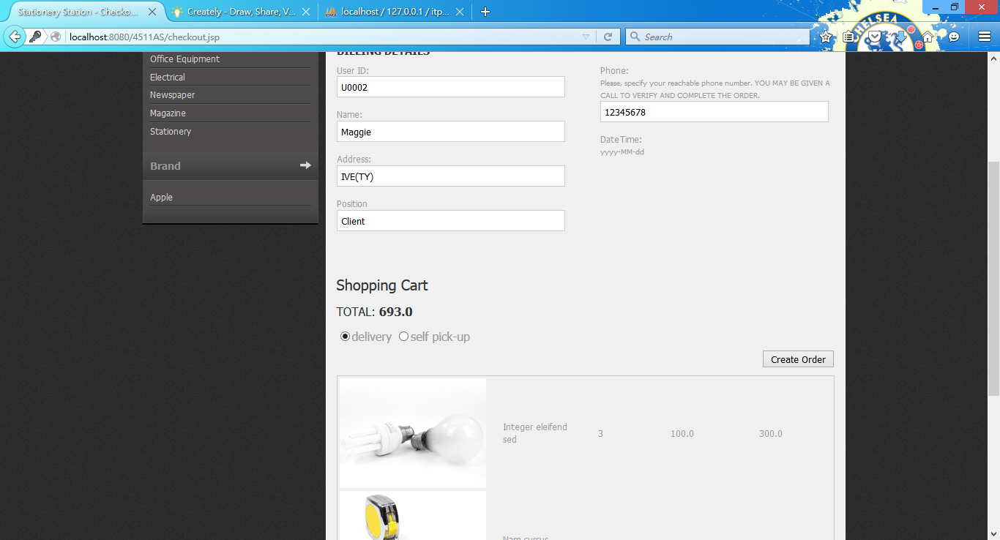 Stationery Station - Checko...
Creately - Draw, Share, V...
localhost / 127.0.0.1 / itp...
localhost:8080/4511AS/checkout.jsp
Search
CHELSEA
Office Equipment
Electrical
Newspaper
Magazine
Stationery
Brand
Apple
BILLING DETAILS
User ID:
U0002
Name:
Maggie
Address:
IVE(TY)
Position
Client
Phone:
Please, specify your reachable phone number. YOU MAY BE GIVEN A
CALL TO VERIFY AND COMPLETE THE ORDER.
12345678
DateTime:
yyyy-MM-dd
Shopping Cart
TOTAL: 693.0
delivery self pick-up
Create Order
Integer eleifend
sed
3 100.0 300.0
Nam cursus